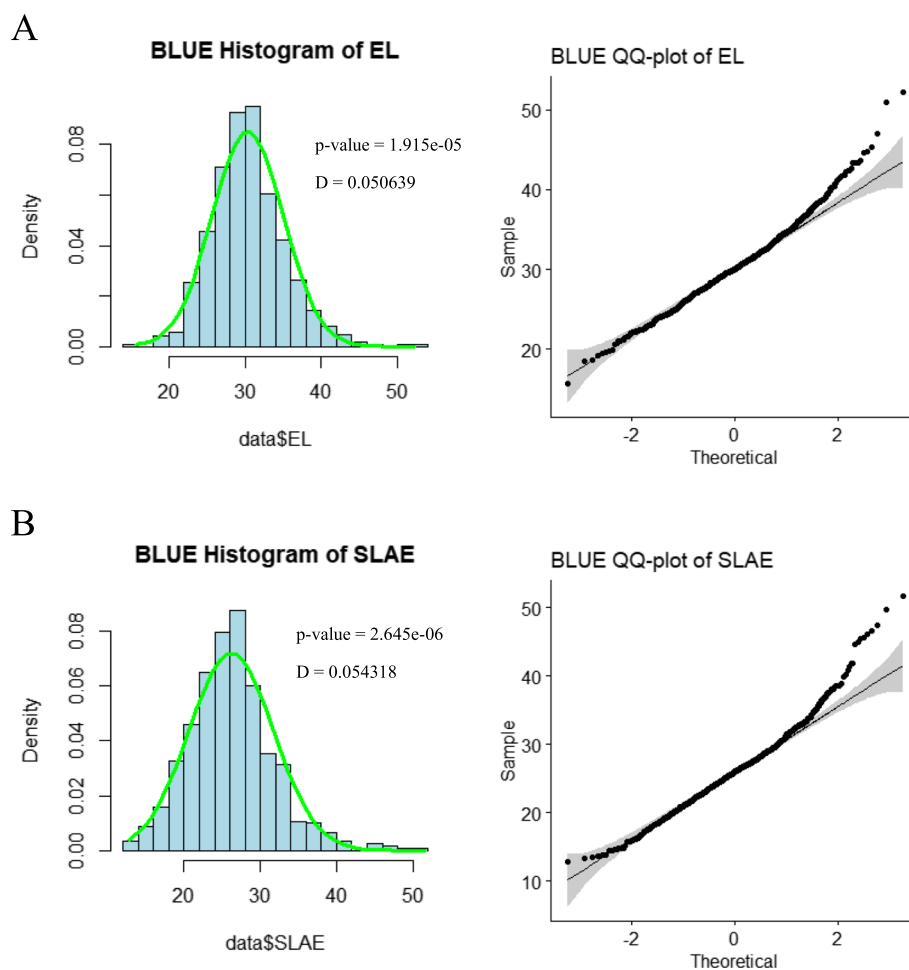 A
BLUE Histogram of EL
Density
0.00
0.04
0.08
p-value = 1.915e-05
D = 0.050639
20
30
40
50
data$EL
BLUE QQ-plot of EL
Sample
50
40
30
20
-2
0
2
Theoretical
B
BLUE Histogram of SLAE
Density
0.00
0.02
0.04
0.06
0.08
p-value = 2.645e-06
D = 0.054318
20
30
40
50
data$SLAE
BLUE QQ-plot of SLAE
Sample
50
40
30
20
10
-2
0
2
Theoretical